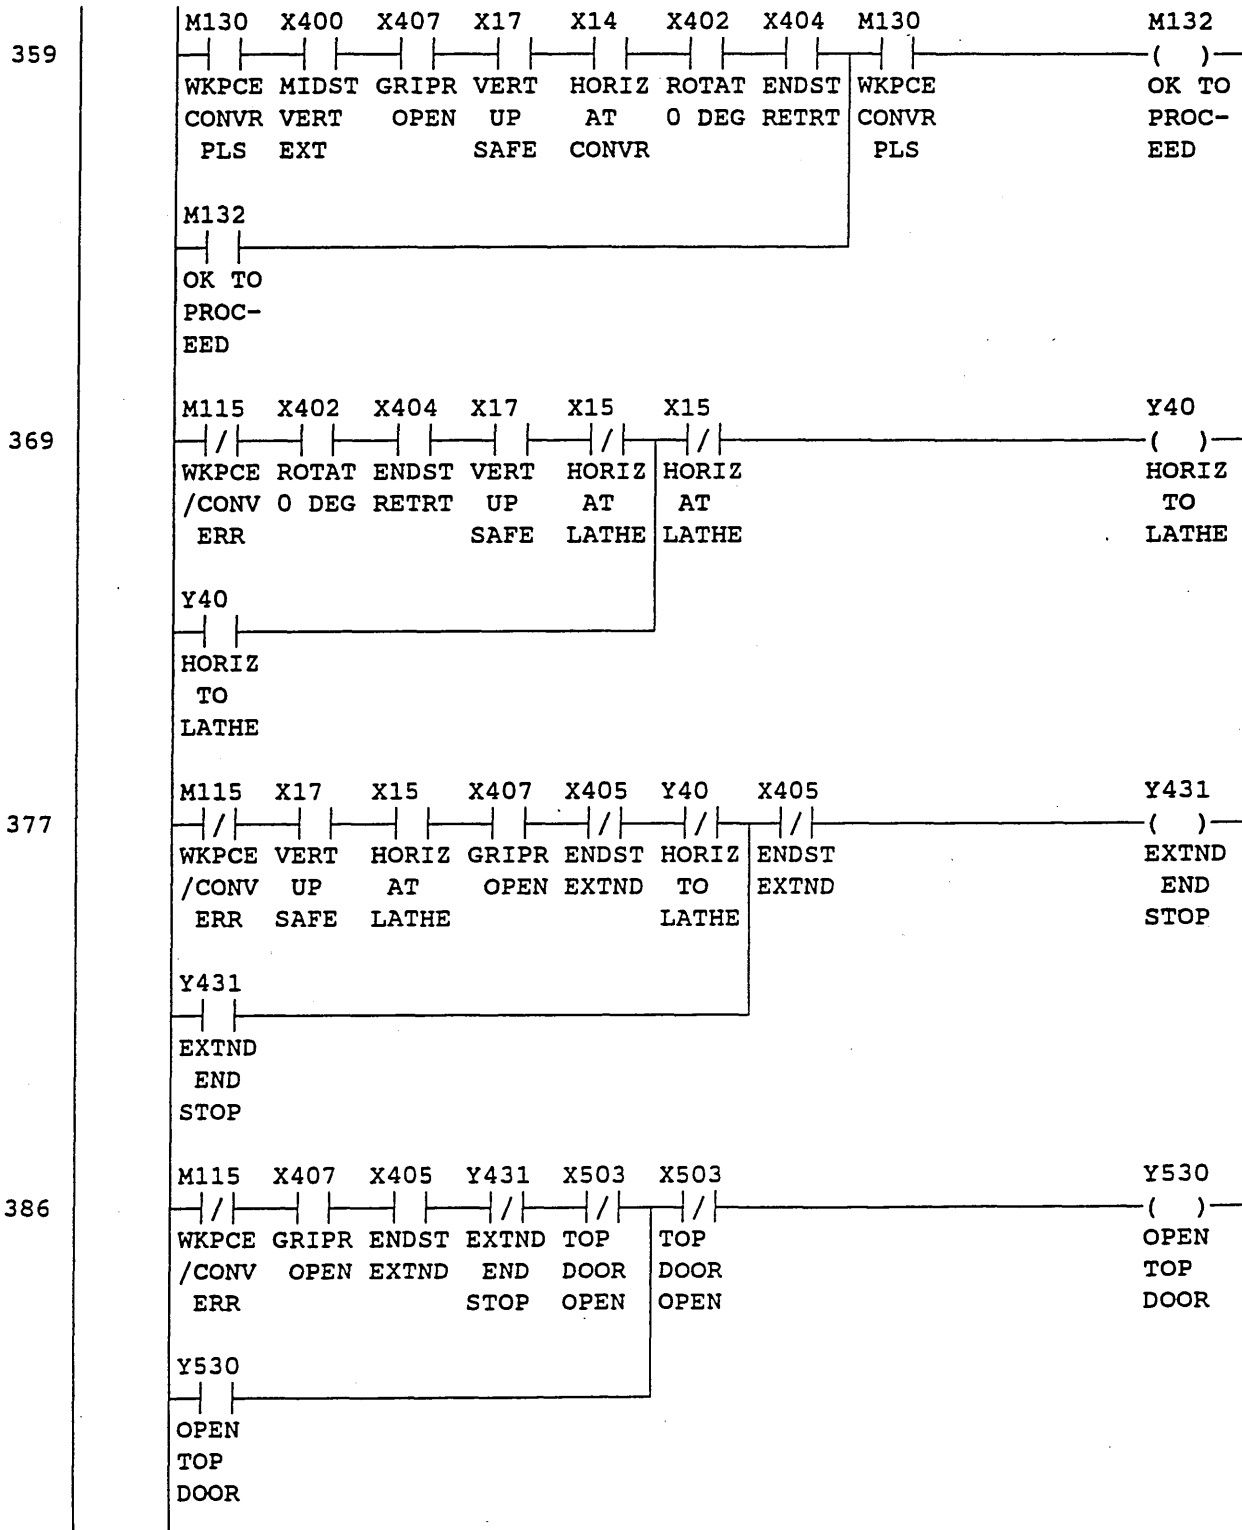 M130 X400 X407 X17 X14 X402 X404 M130 M132
359 ( )
WKPCE MIDST GRIPR VERT HORIZ ROTAT ENDST WKPCE OK TO
CONVR VERT OPEN UP AT 0 DEG RETRT CONVR PROC-
PLS EXT SAFE CONVR PLS EED
M132
OK TO
PROC-
EED
M115 X402 X404 X17 X15 X15 Y40
369 / / / ( )
WKPCE ROTAT ENDST VERT HORIZ HORIZ HORIZ
/CONV 0 DEG RETRT UP AT AT TO
ERR SAFE LATHE LATHE LATHE
Y40
HORIZ
TO
LATHE
M115 X17 X15 X407 X405 Y40 X405 Y431
377 / / / / ( )
WKPCE VERT HORIZ GRIPR ENDST HORIZ ENDST EXTND
/CONV UP AT OPEN EXTND TO EXTND END
ERR SAFE LATHE LATHE STOP
Y431
EXTND
END
STOP
M115 X407 X405 Y431 X503 X503 Y530
386 / / / / ( )
WKPCE GRIPR ENDST EXTND TOP TOP OPEN
/CONV OPEN EXTND END DOOR DOOR TOP
ERR STOP OPEN OPEN DOOR
Y530
OPEN
TOP
DOOR